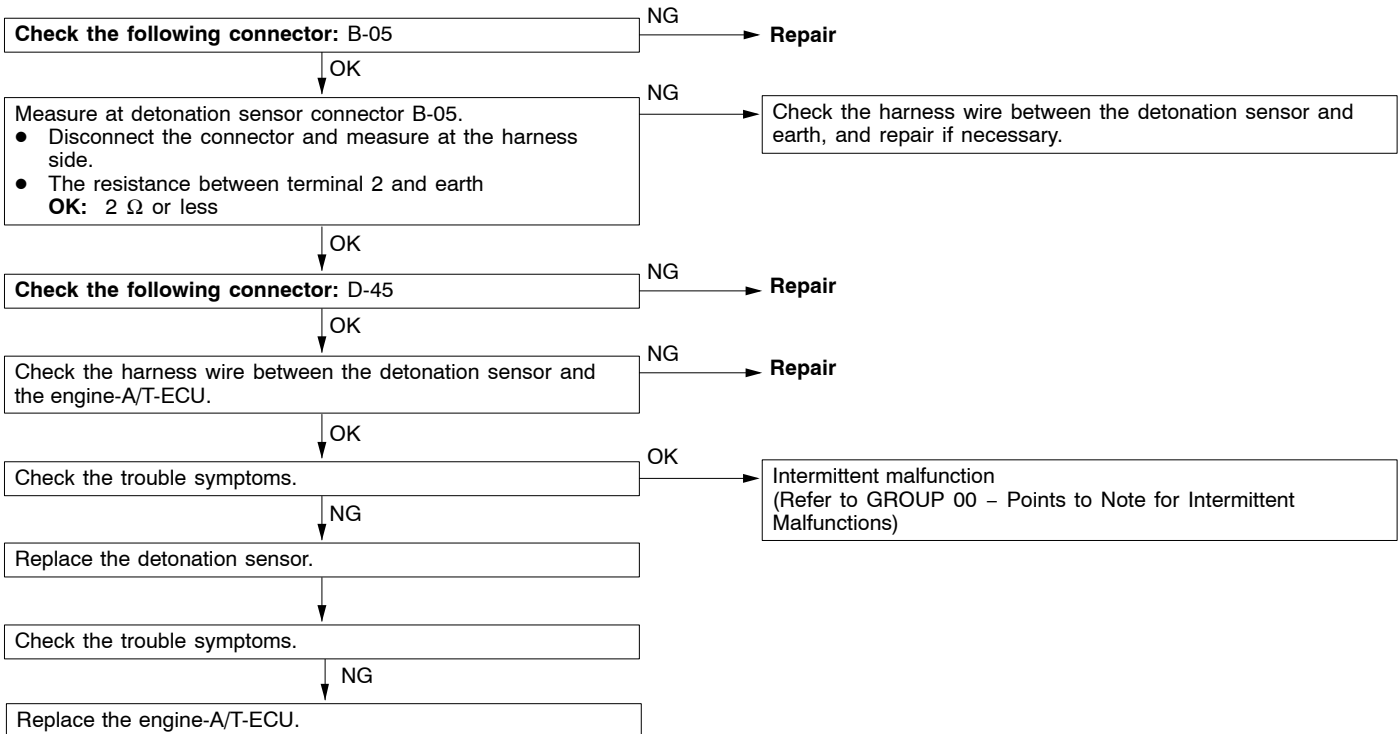 Check the following connector: B-05
NG
Repair
OK
Measure at detonation sensor connector B-05.
● Disconnect the connector and measure at the harness
side.
● The resistance between terminal 2 and earth
OK: 2 Ω or less
NG
Check the harness wire between the detonation sensor and
earth, and repair if necessary.
OK
Check the following connector: D-45
NG
Repair
OK
Check the harness wire between the detonation sensor and
the engine-A/T-ECU.
NG
Repair
OK
Check the trouble symptoms.
OK
Intermittent malfunction
(Refer to GROUP 00 – Points to Note for Intermittent
Malfunctions)
NG
Replace the detonation sensor.
Check the trouble symptoms.
NG
Replace the engine-A/T-ECU.